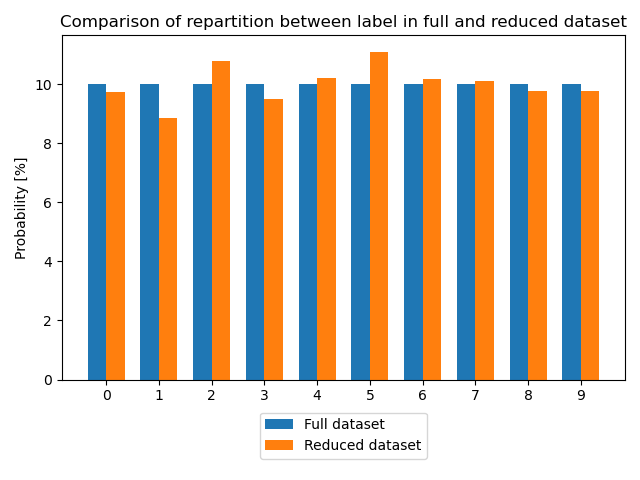 Comparison of repartition between label in full and reduced dataset
Probability [%]
10
8
6
4
2
0
0 1 2 3 4 5 6 7 8 9
Full dataset
Reduced dataset